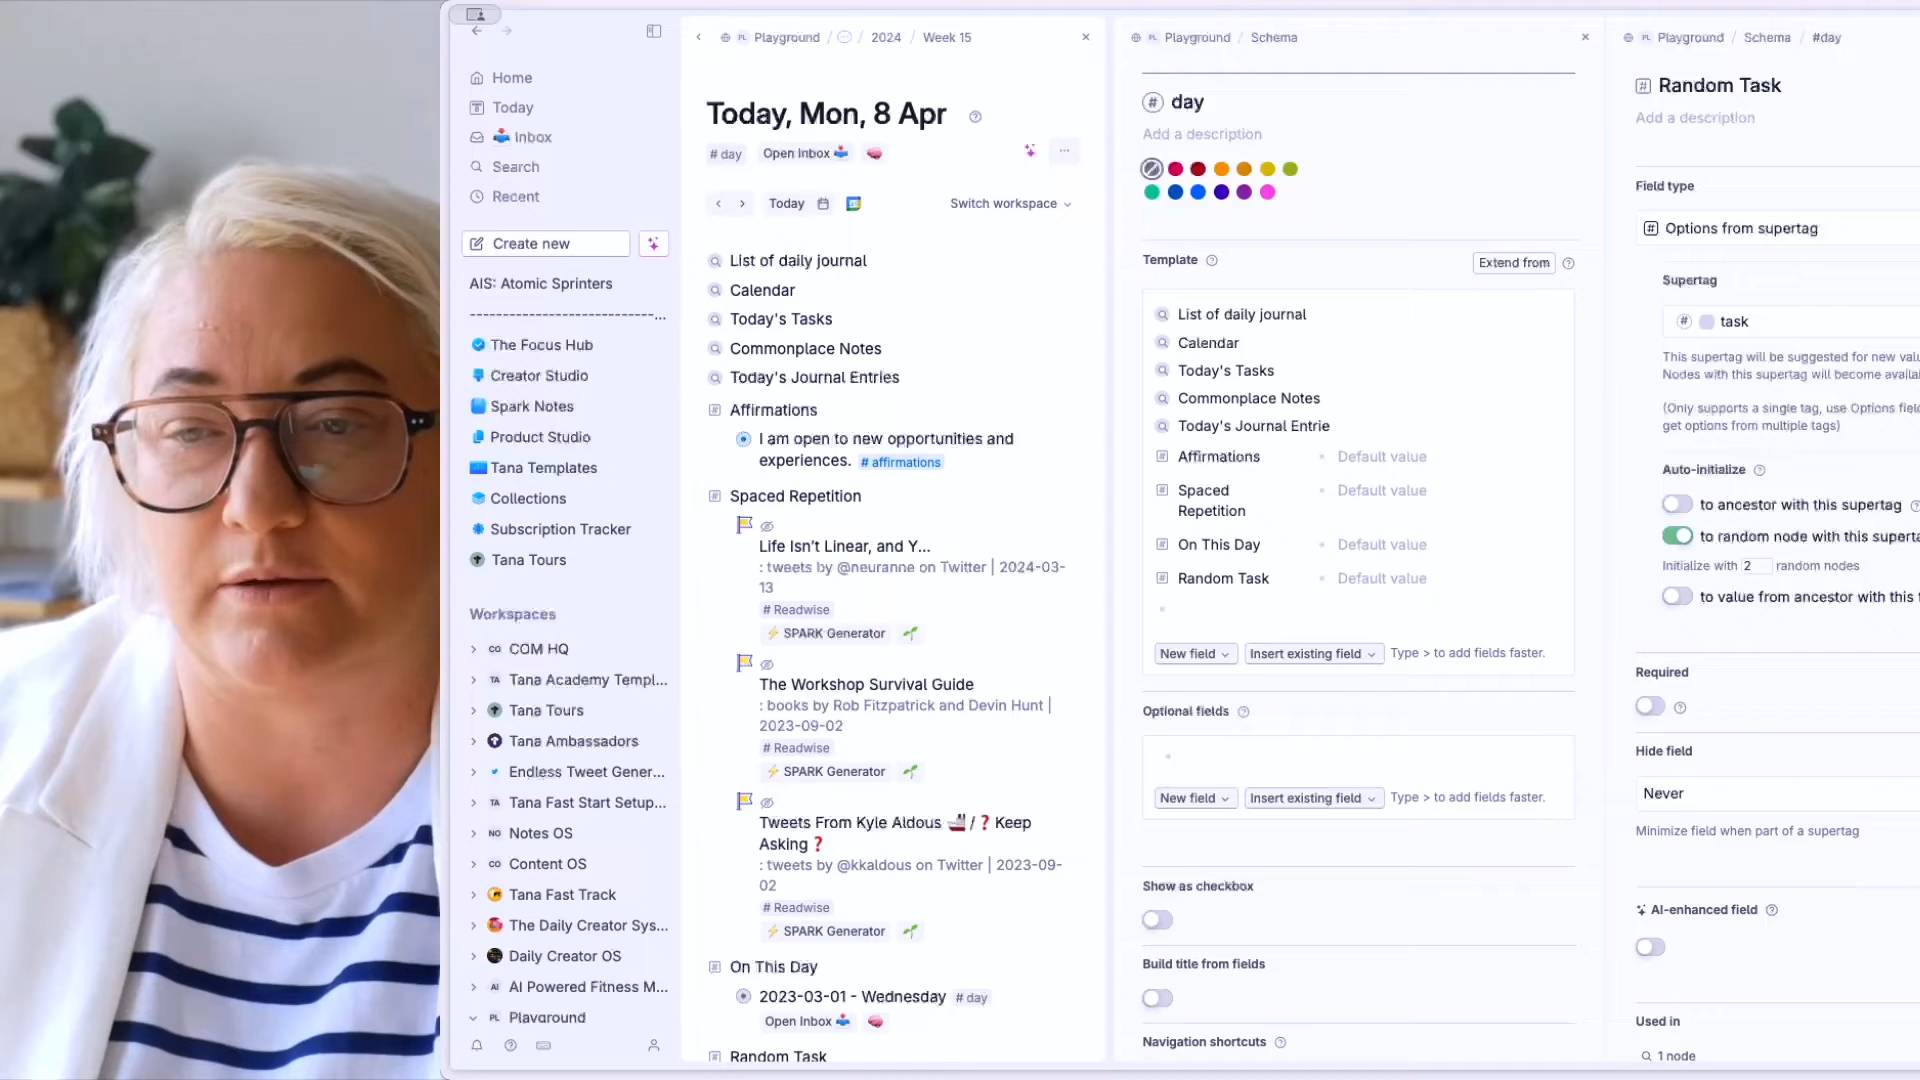 Home
Today
Inbox
Search
Recent
Create new
AIS: Atomic Sprinters
----------------------------...
The Focus Hub
Creator Studio
Spark Notes
Product Studio
Tana Templates
Collections
Subscription Tracker
Tana Tours
Workspaces
CO COM HQ
TA Tana Academy Templ...
Tana Tours
Tana Ambassadors
Endless Tweet Gener...
TA Tana Fast Start Setup...
NO Notes OS
CO Content OS
Tana Fast Track
The Daily Creator Sys...
Daily Creator OS
AI AI Powered Fitness M...
PL Playground
PL Playground / 2024 / Week 15
Today, Mon, 8 Apr
# day Open Inbox
Today
Switch workspace
List of daily journal
Calendar
Today's Tasks
Commonplace Notes
Today's Journal Entries
Affirmations
I am open to new opportunities and
experiences. # affirmations
Spaced Repetition
Life Isn't Linear, and Y...
: tweets by @neuranne on Twitter | 2024-03-
13
# Readwise
⚡ SPARK Generator
The Workshop Survival Guide
: books by Rob Fitzpatrick and Devin Hunt |
2023-09-02
# Readwise
⚡ SPARK Generator
Tweets From Kyle Aldous 🚢 / ❓ Keep
Asking ❓
: tweets by @kkaldous on Twitter | 2023-09-
02
# Readwise
⚡ SPARK Generator
On This Day
2023-03-01 - Wednesday # day
Open Inbox
Random Task
PL Playground / Schema
# day
Add a description
Template
Extend from
List of daily journal
Calendar
Today's Tasks
Commonplace Notes
Today's Journal Entrie
Affirmations Default value
Spaced
Repetition Default value
On This Day Default value
Random Task Default value
New field Insert existing field Type > to add fields faster.
Optional fields
New field Insert existing field Type > to add fields faster.
Show as checkbox
Build title from fields
Navigation shortcuts
PL Playground / Schema / #day
Random Task
Add a description
Field type
Options from supertag
Supertag
# task
This supertag will be suggested for new valu
Nodes with this supertag will become availa
(Only supports a single tag, use Options field
get options from multiple tags)
Auto-initialize
to ancestor with this supertag
to random node with this superta
Initialize with 2 random nodes
to value from ancestor with this f
Required
Hide field
Never
Minimize field when part of a supertag
AI-enhanced field
Used in
1 node